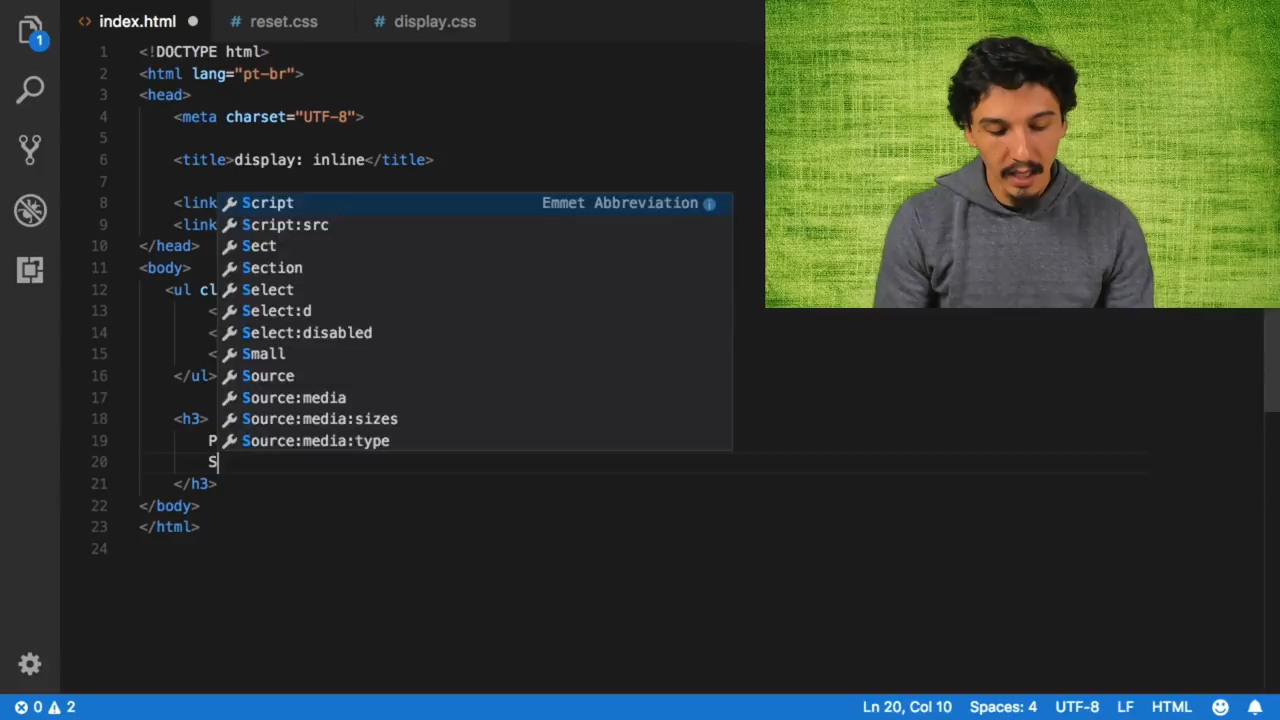 index.html
reset.css
display.css
1
1 <!DOCTYPE html>
2 <html lang="pt-br">
3 <head>
4 <meta charset="UTF-8">
5
6 <title>display: inline</title>
7
8 <link
9 <link
10 </head>
11 <body>
12 <ul cl
13 <
14 <
15 <
16 </ul>
17
18 <h3>
19 P
20 S
21 </h3>
22 </body>
23 </html>
24
Script Emmet Abbreviation
Script:src
Sect
Section
Select
Select:d
Select:disabled
Small
Source
Source:media
Source:media:sizes
Source:media:type
0 2 Ln 20, Col 10 Spaces: 4 UTF-8 LF HTML